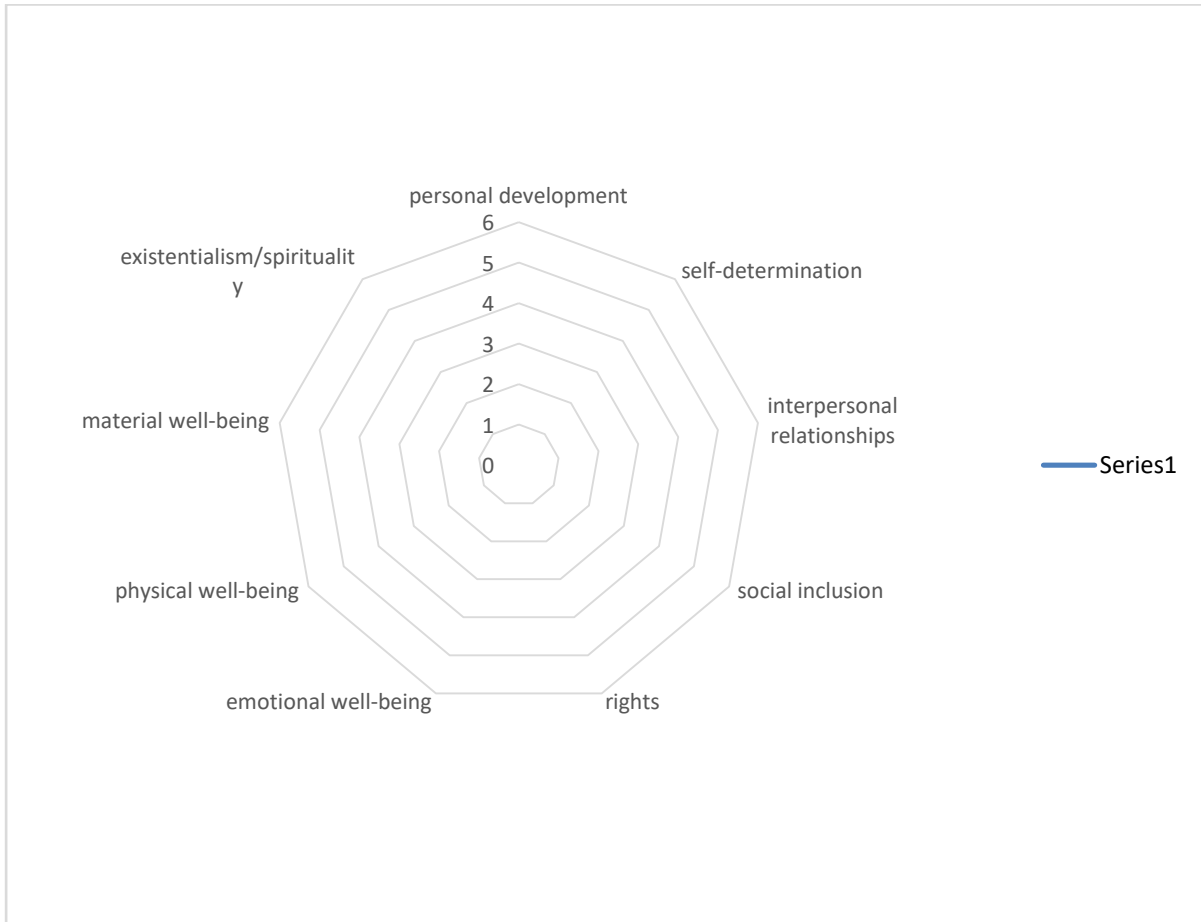 personal development
6
5
4
3
2
1
0
self-determination
interpersonal
relationships
social inclusion
rights
emotional well-being
physical well-being
material well-being
existentialism/spiritualit
y
Series1